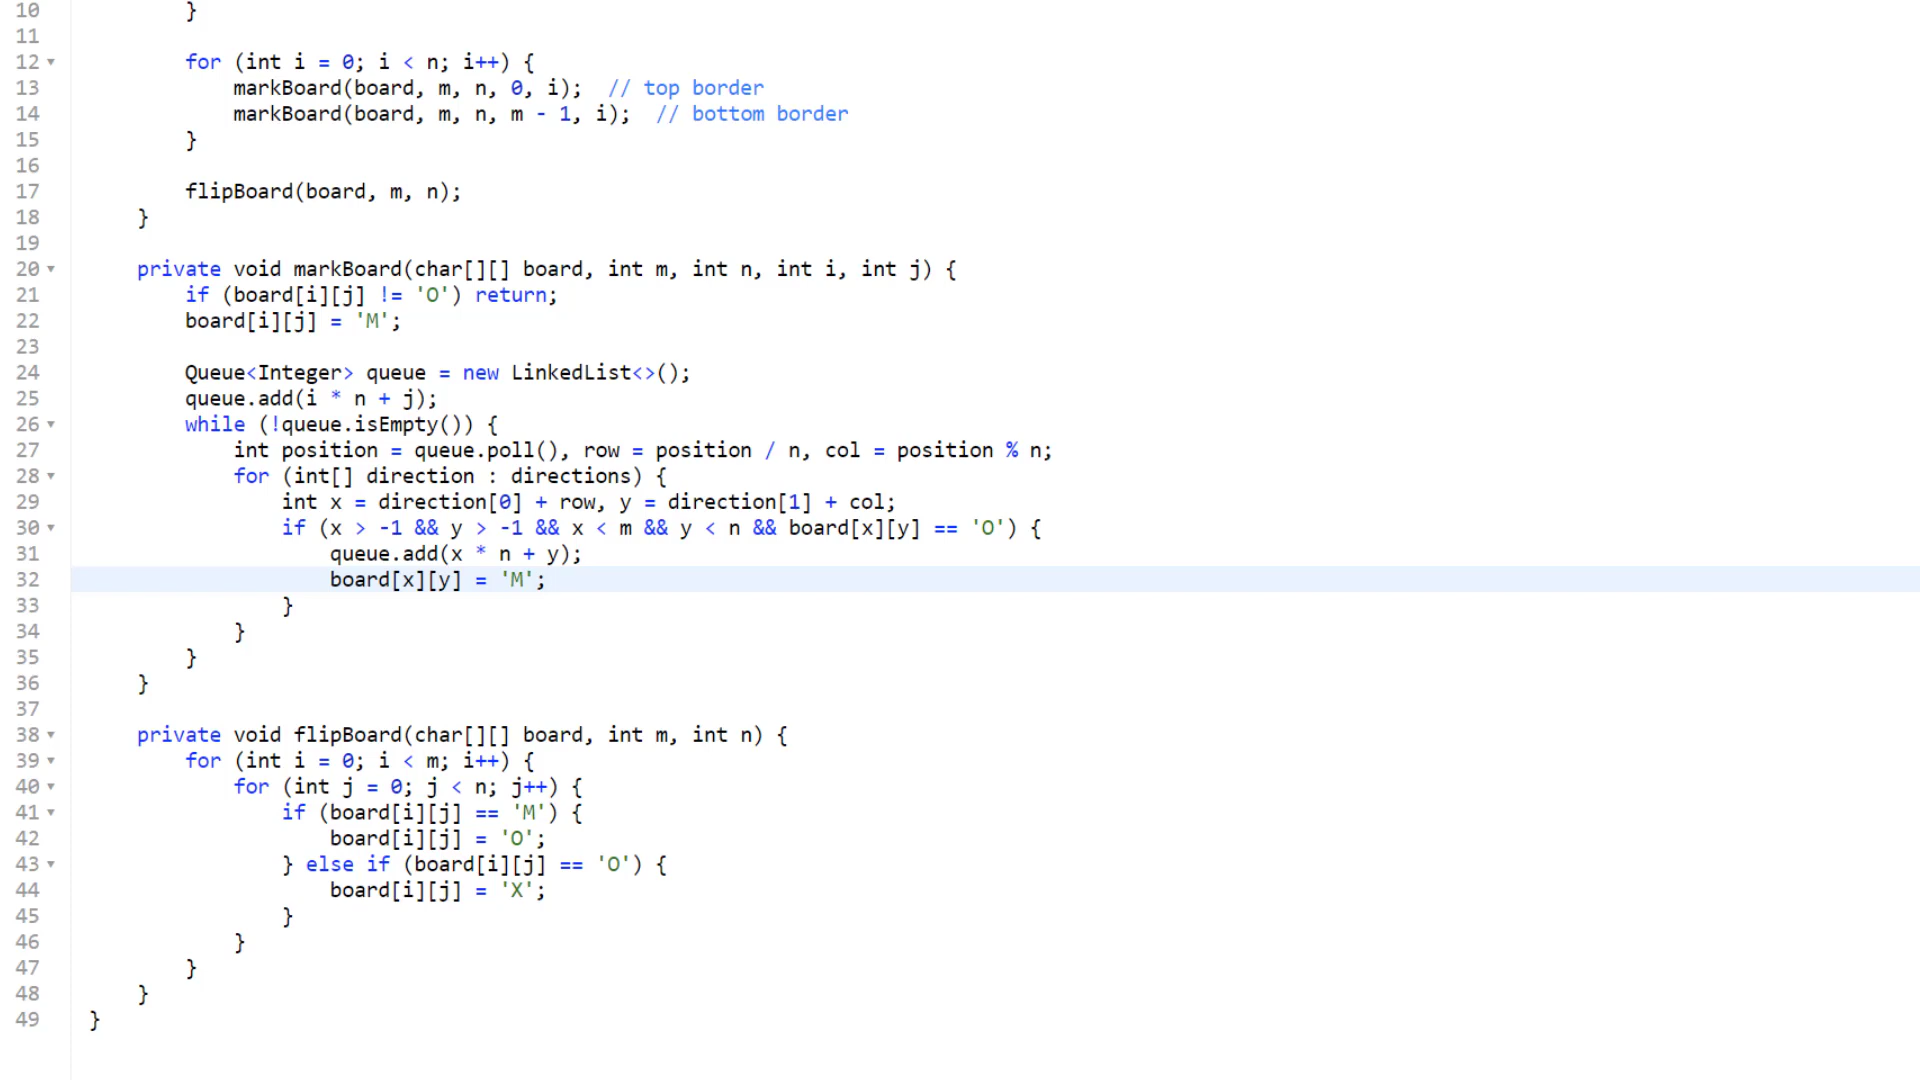 10 }
11
12 for (int i = 0; i < n; i++) {
13 markBoard(board, m, n, 0, i); // top border
14 markBoard(board, m, n, m - 1, i); // bottom border
15 }
16
17 flipBoard(board, m, n);
18 }
19
20 private void markBoard(char[][] board, int m, int n, int i, int j) {
21 if (board[i][j] != 'O') return;
22 board[i][j] = 'M';
23
24 Queue<Integer> queue = new LinkedList<>();
25 queue.add(i * n + j);
26 while (!queue.isEmpty()) {
27 int position = queue.poll(), row = position / n, col = position % n;
28 for (int[] direction : directions) {
29 int x = direction[0] + row, y = direction[1] + col;
30 if (x > -1 && y > -1 && x < m && y < n && board[x][y] == 'O') {
31 queue.add(x * n + y);
32 board[x][y] = 'M';
33 }
34 }
35 }
36 }
37
38 private void flipBoard(char[][] board, int m, int n) {
39 for (int i = 0; i < m; i++) {
40 for (int j = 0; j < n; j++) {
41 if (board[i][j] == 'M') {
42 board[i][j] = 'O';
43 } else if (board[i][j] == 'O') {
44 board[i][j] = 'X';
45 }
46 }
47 }
48 }
49 }